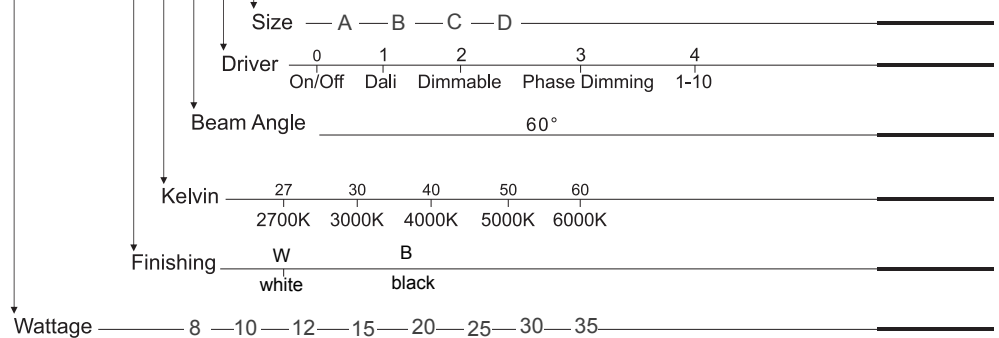 Size A B C D
Driver 0 1 2 3 4
On/Off Dali Dimmable Phase Dimming 1-10
Beam Angle 60°
Kelvin 27 30 40 50 60
2700K 3000K 4000K 5000K 6000K
Finishing W B
white black
Wattage 8 10 12 15 20 25 30 35